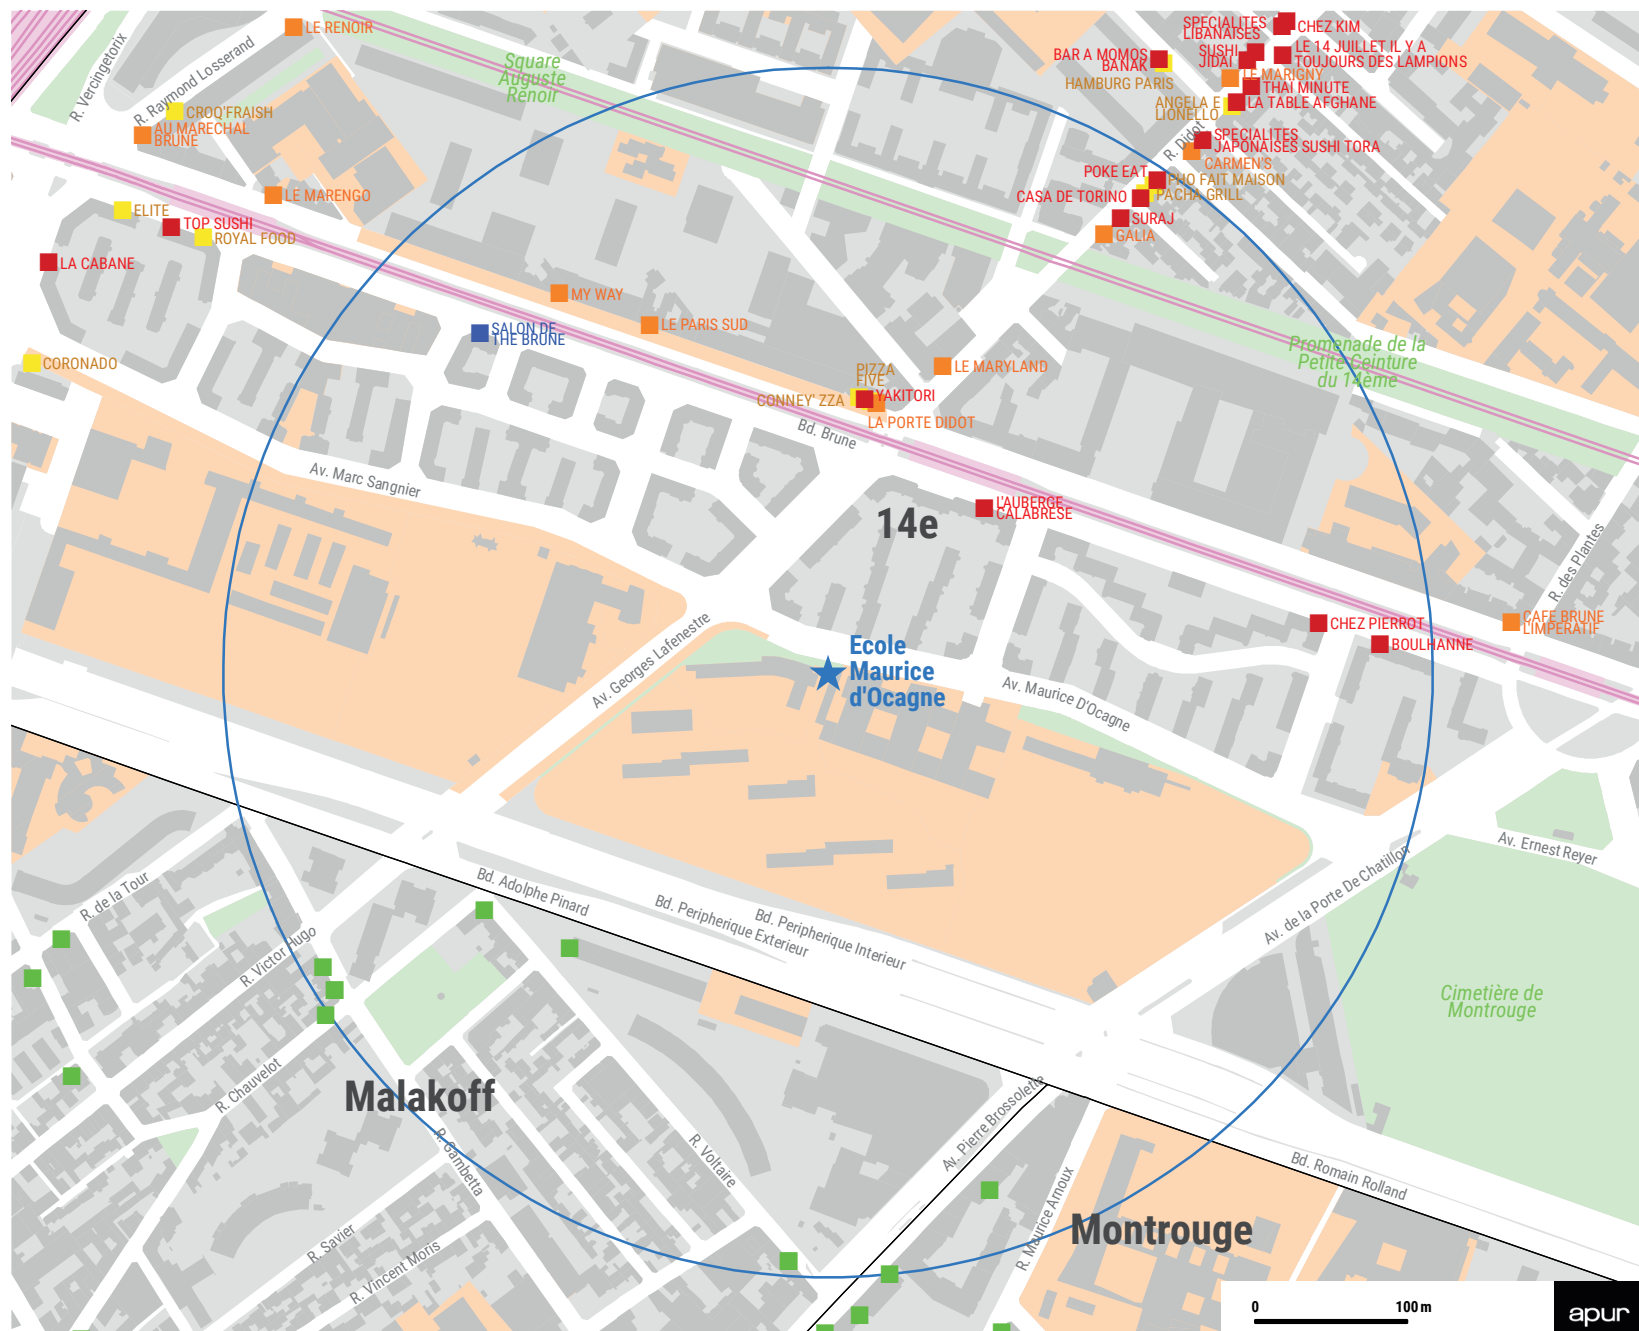 LE RENOIR
R. Vercingetorix
R. Raymond Losserand
CROQ'FRAISH
AU MARECHAL
BRUNE
Square
Auguste
Renoir
SPECIALITES
LIBANAISES
CHEZ KIM
BAR A MOMOS
BANAK
HAMBURG PARIS
SUSHI
JIDAI
LE 14 JUILLET IL Y A
TOUJOURS DES LAMPIONS
LE MARIGNY
THAI MINUTE
ANGELA E
LIONELLO
LA TABLE AFGHANE
R. Didot
SPECIALITES
JAPONAISES SUSHI TORA
CARMEN'S
POKE EAT
PHO FAIT MAISON
PACHA GRILL
CASA DE TORINO
SURAJ
GALIA
LE MARENGO
ELITE
TOP SUSHI
ROYAL FOOD
LA CABANE
MY WAY
LE PARIS SUD
SALON DE
THE BRUNE
CORONADO
PIZZA
FIVE
CONNEY' ZZA
YAKITORI
LA PORTE DIDOT
LE MARYLAND
Bd. Brune
Promenade de la
Petite Ceinture
du 14ème
Av. Marc Sangnier
14e
L'AUBERGE
CALABRESE
R. des Plantes
CHEZ PIERROT
BOULHANNE
CAFE BRUNE
L'IMPERATIF
Av. Georges Lafenestre
Ecole
Maurice
d'Ocagne
Av. Maurice D'Ocagne
Av. Ernest Reyer
Av. de la Porte De Chatillon
R. de la Tour
R. Victor Hugo
Bd. Adolphe Pinard
Bd. Peripherique Exterieur
Bd. Peripherique Interieur
Cimetière de
Montrouge
R. Chauvelot
Malakoff
R. Gambetta
R. Voltaire
Av. Pierre Brossolette
R. Maurice Arnoux
Bd. Romain Rolland
Montrouge
R. Savier
R. Vincent Moris
0 100 m
apur